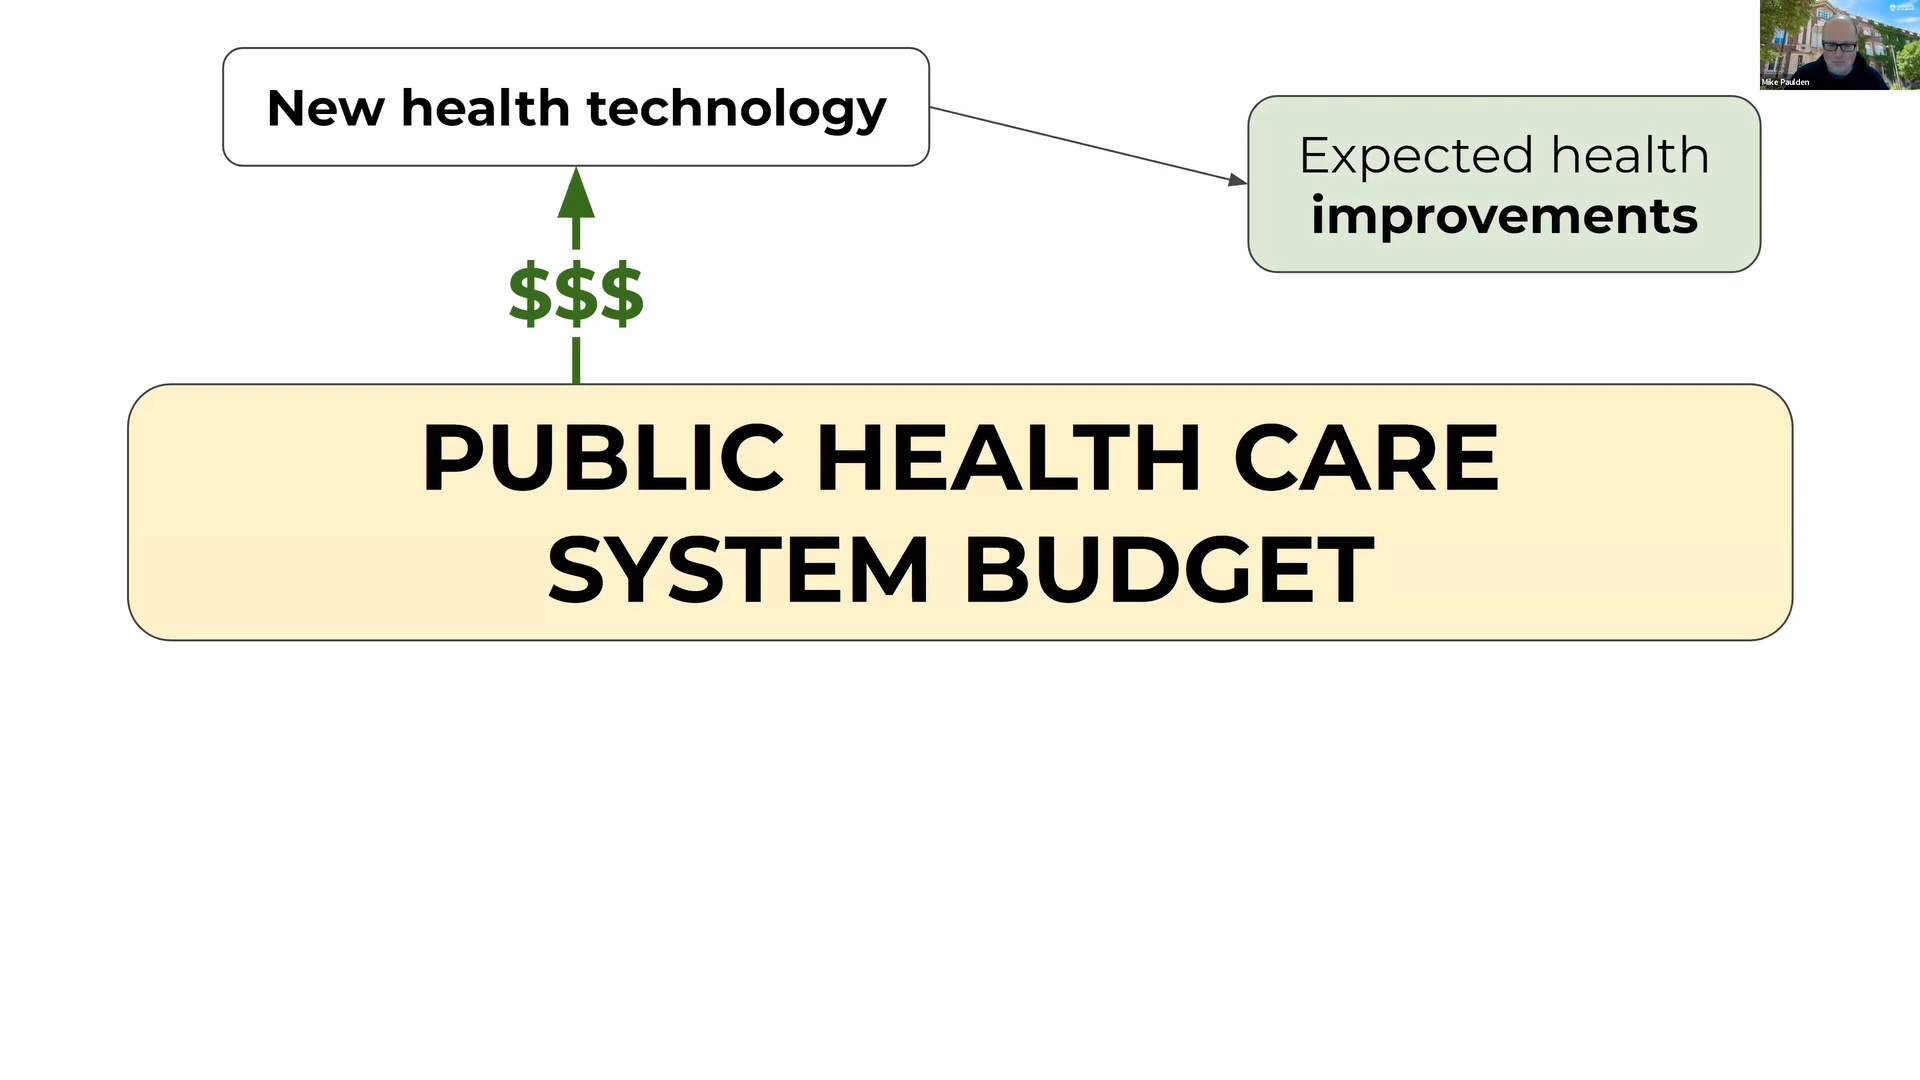 New health technology
Expected health
improvements
$$$
PUBLIC HEALTH CARE
SYSTEM BUDGET
Mike Paulden